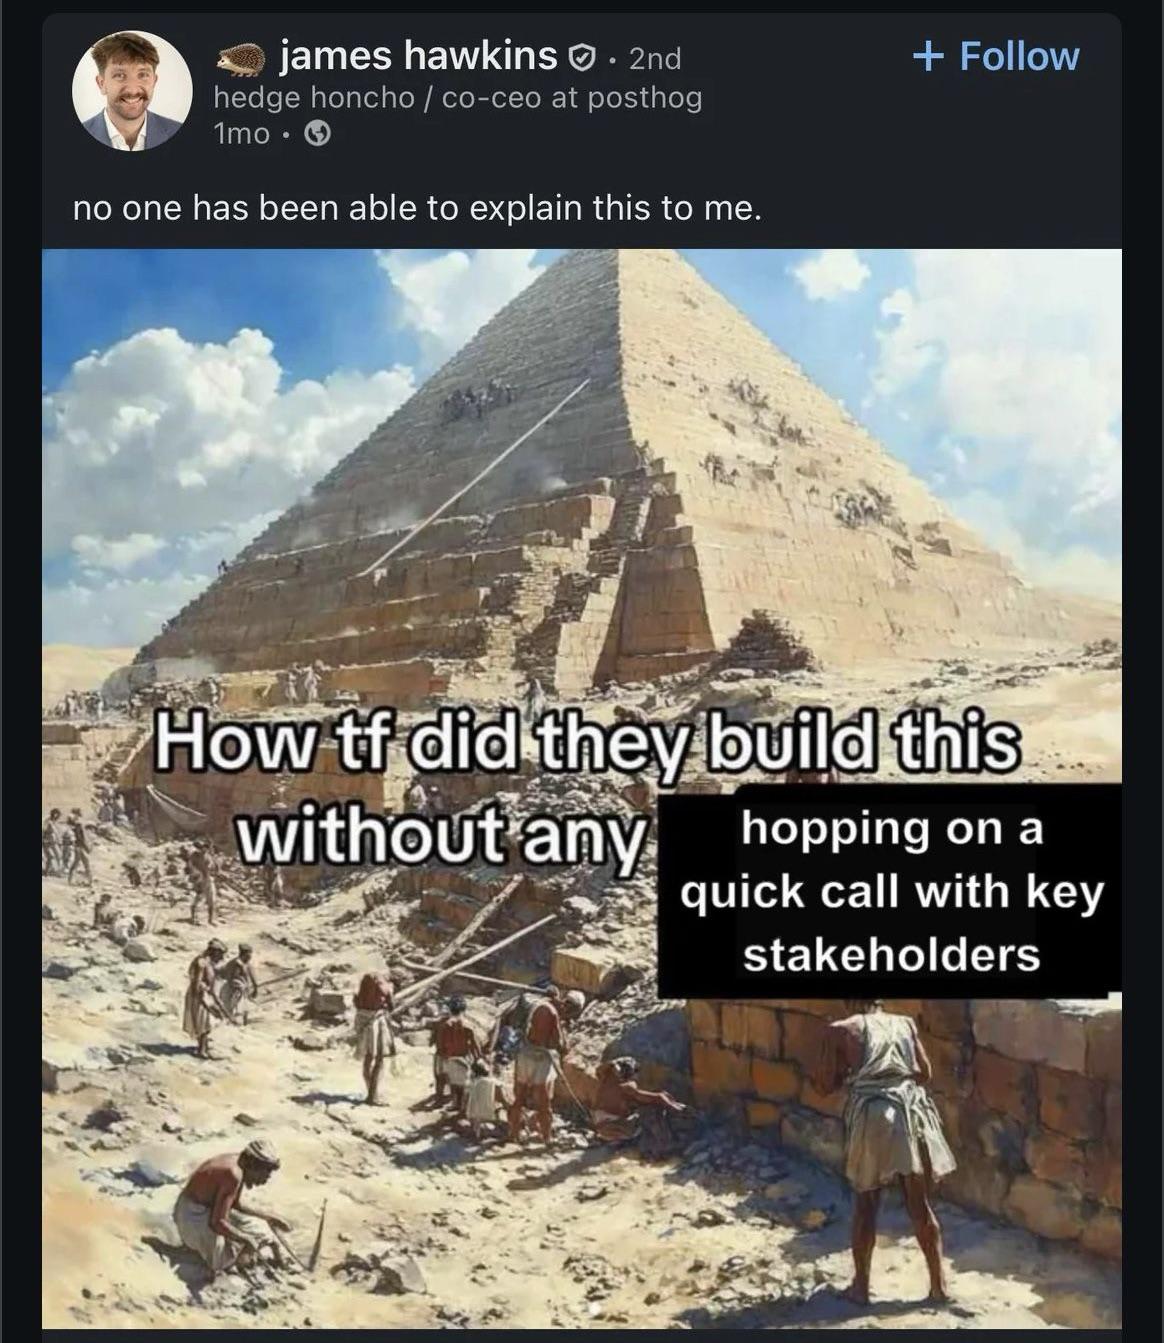 james hawkins · 2nd
+ Follow
hedge honcho / co-ceo at posthog
1mo ·
no one has been able to explain this to me.
How tf did they build this
without any
hopping on a
quick call with key
stakeholders